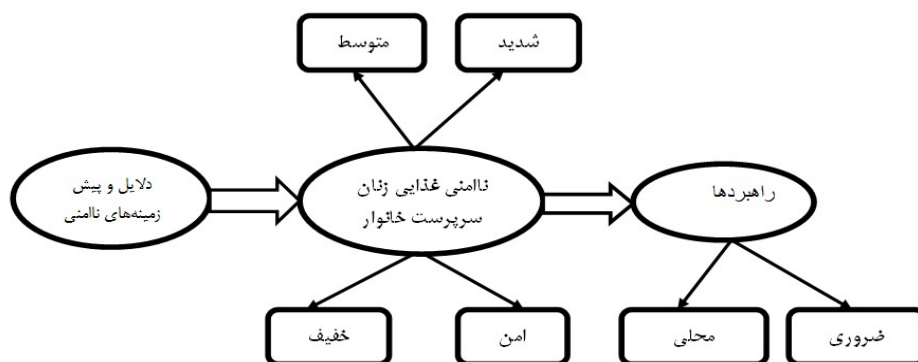 شدید
متوسط
راهبردها
ناامنی غذایی زنان
سرپرست خانوار
دلایل و پیش
زمینه‌های ناامنی
ضروری
محلی
امن
خفیف